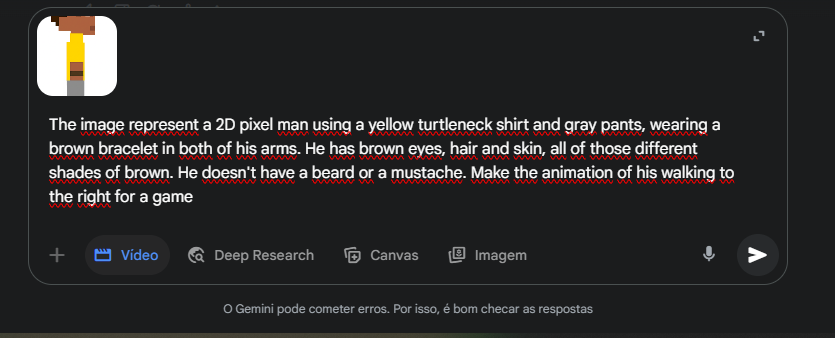 The image represent a 2D pixel man using a yellow turtleneck shirt and gray pants, wearing a
brown bracelet in both of his arms. He has brown eyes, hair and skin, all of those different
shades of brown. He doesn't have a beard or a mustache. Make the animation of his walking to
the right for a game
Vídeo Deep Research Canvas Imagem
O Gemini pode cometer erros. Por isso, é bom checar as respostas